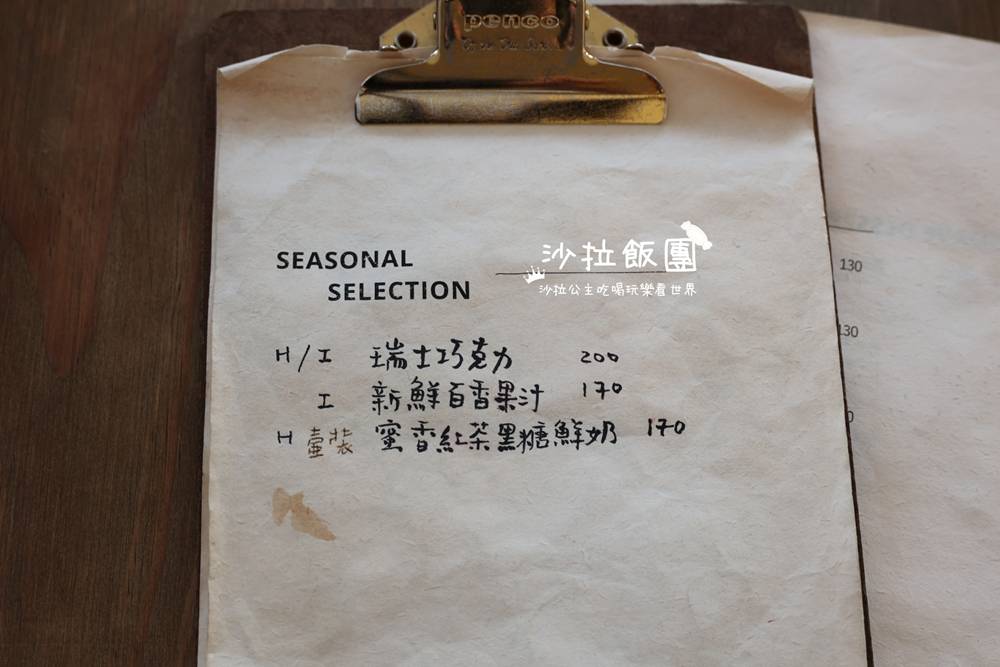 penco
SEASONAL
SELECTION
沙拉飯團
沙拉公主吃喝玩樂看世界
H / I 瑞士巧克力 200
I 新鮮百香果汁 170
H 壺裝 蜜香紅茶黑糖鮮奶 170
130
130
0